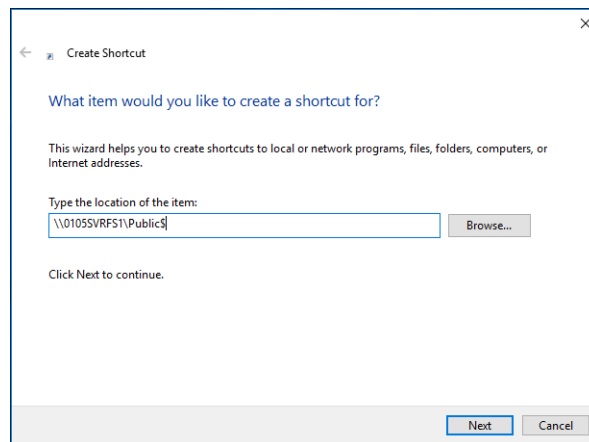 Create Shortcut
What item would you like to create a shortcut for?
This wizard helps you to create shortcuts to local or network programs, files, folders, computers, or
Internet addresses.
Type the location of the item:
\\0105SVRFS1\Public$
Browse...
Click Next to continue.
Next
Cancel